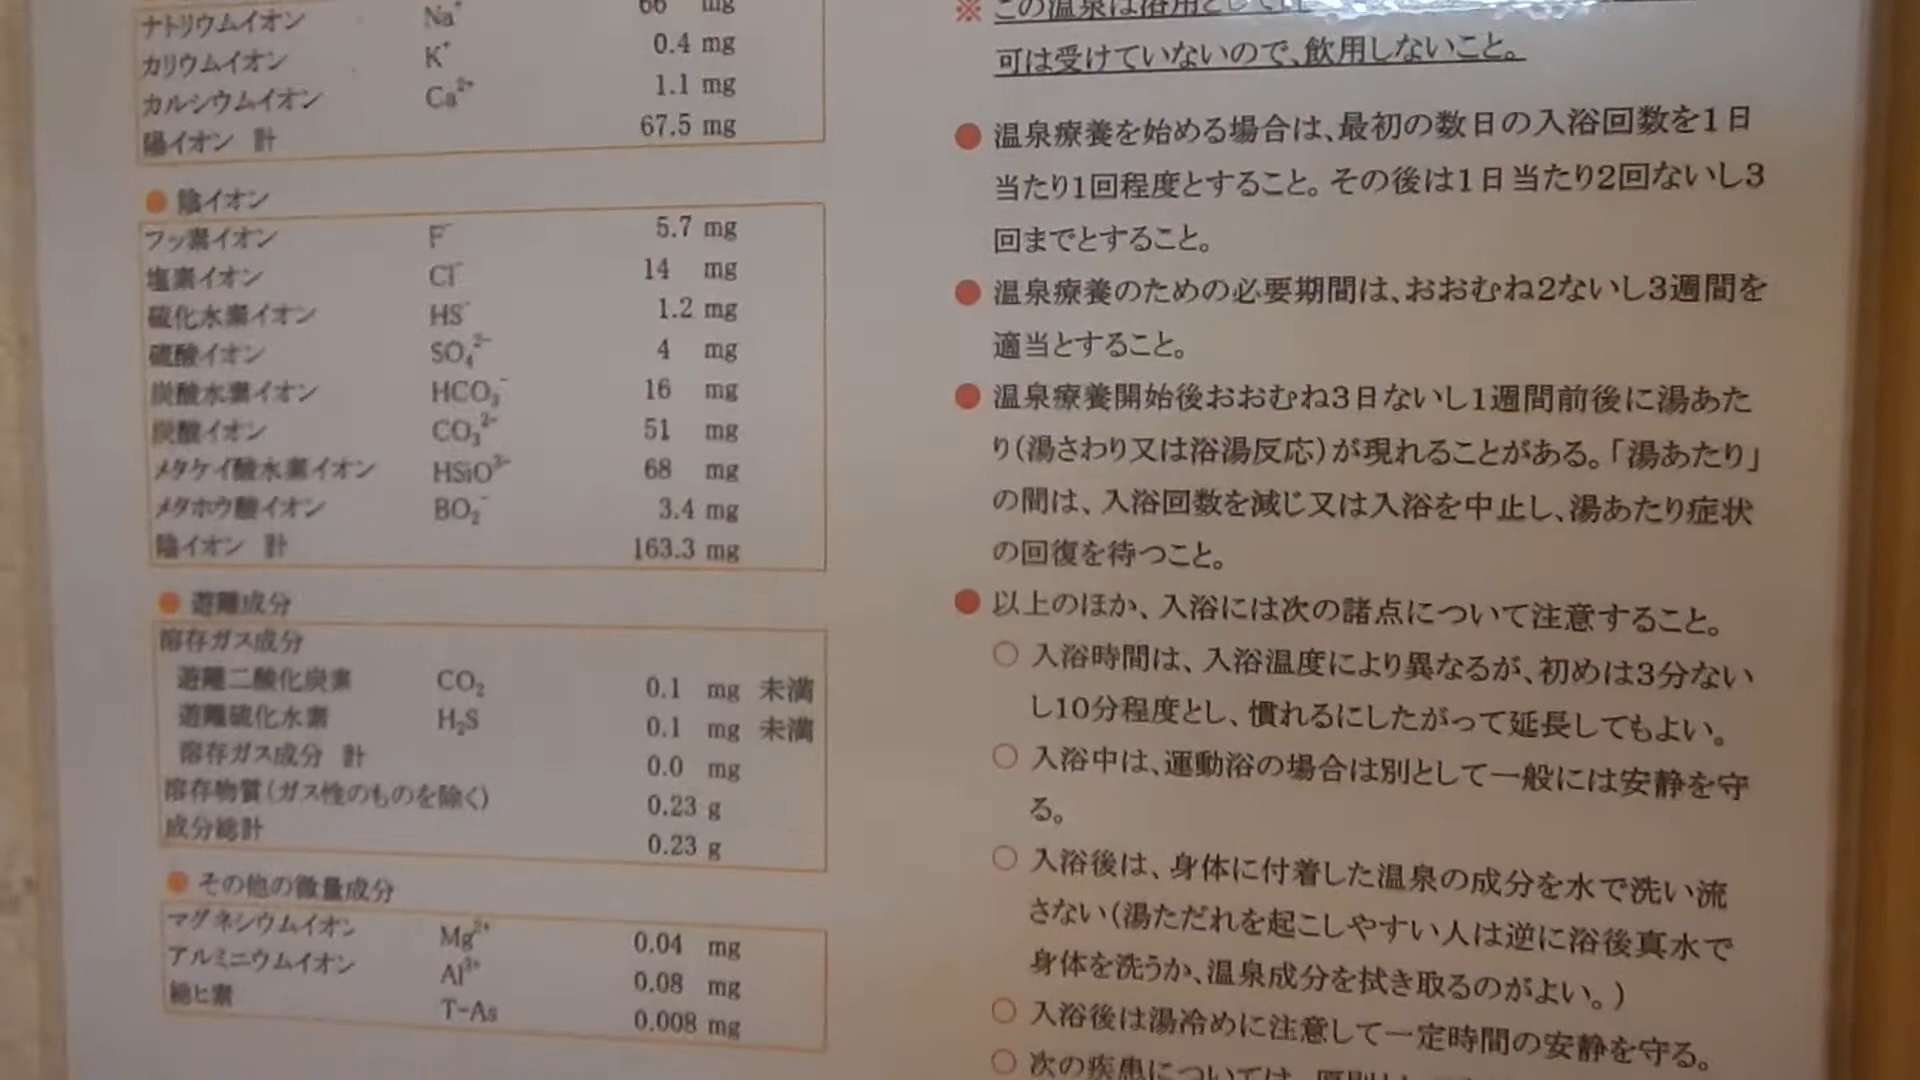 ナトリウムイオン Na⁺ 66 mg
カリウムイオン K⁺ 0.4 mg
カルシウムイオン Ca²⁺ 1.1 mg
陽イオン 計 67.5 mg
● 陰イオン
フッ素イオン F⁻ 5.7 mg
塩素イオン Cl⁻ 14 mg
硫化水素イオン HS⁻ 1.2 mg
硫酸イオン SO₄²⁻ 4 mg
炭酸水素イオン HCO₃⁻ 16 mg
炭酸イオン CO₃²⁻ 51 mg
メタケイ酸水素イオン HSiO³⁻ 68 mg
メタホウ酸イオン BO₂⁻ 3.4 mg
陰イオン 計 163.3 mg
● 遊離成分
溶存ガス成分
遊離二酸化炭素 CO₂ 0.1 mg 未満
遊離硫化水素 H₂S 0.1 mg 未満
溶存ガス成分 計 0.0 mg
溶存物質(ガス性のものを除く) 0.23 g
成分総計 0.23 g
● その他の微量成分
マグネシウムイオン Mg²⁺ 0.04 mg
アルミニウムイオン Al³⁺ 0.08 mg
総ヒ素 T-As 0.008 mg
※ この温泉は浴用として
可は受けていないので、飲用しないこと。
● 温泉療養を始める場合は、最初の数日の入浴回数を1日
当たり1回程度とすること。その後は1日当たり2回ないし3
回までとすること。
● 温泉療養のための必要期間は、おおむね2ないし3週間を
適当とすること。
● 温泉療養開始後おおむね3日ないし1週間前後に湯あた
り(湯さわり又は浴湯反応)が現れることがある。「湯あたり」
の間は、入浴回数を減じ又は入浴を中止し、湯あたり症状
の回復を待つこと。
● 以上のほか、入浴には次の諸点について注意すること。
○ 入浴時間は、入浴温度により異なるが、初めは3分ない
し10分程度とし、慣れるにしたがって延長してもよい。
○ 入浴中は、運動浴の場合は別として一般には安静を守
る。
○ 入浴後は、身体に付着した温泉の成分を水で洗い流
さない(湯ただれを起こしやすい人は逆に浴後真水で
身体を洗うか、温泉成分を拭き取るのがよい。)
○ 入浴後は湯冷めに注意して一定時間の安静を守る。
○ 次の疾患については、原則